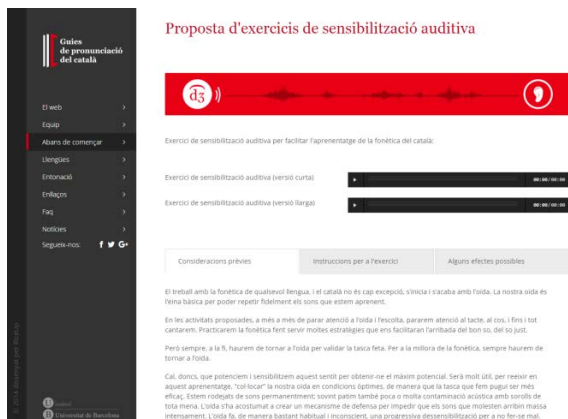 Guies
de pronunciació
del català
El web
Equip
Abans de començar
Llengües
Entonació
Enllaços
Faq
Notícies
Segueix-nos:
Universitat de Barcelona
Proposta d'exercicis de sensibilització auditiva
d͡ʒ
Exercici de sensibilització auditiva per facilitar l'aprenentatge de la fonètica del català:
Exercici de sensibilització auditiva (versió curta)
00:00/00:00
Exercici de sensibilització auditiva (versió llarga)
00:00/00:00
Consideracions prèvies
Instruccions per a l'exercici
Alguns efectes possibles
El treball amb la fonètica de qualsevol llengua, i el català no és cap excepció, s'inicia i s'acaba amb l'oïda. La nostra oïda és
l'eina bàsica per poder repetir fidelment els sons que estem aprenent.
En les activitats proposades, a més a més de parar atenció a l'oïda i l'escolta, pararem atenció al tacte, al cos, i fins i tot
cantarem. Practicarem la fonètica fent servir moltes estratègies que ens facilitaran l'arribada del bon so, del so just.
Però sempre, a la fi, haurem de tornar a l'oïda per validar la tasca feta. Per a la millora de la fonètica, sempre haurem de
tornar a l'oïda.
Cal, doncs, que potenciem i sensibilitzem aquest sentit per obtenir-ne el màxim potencial. Serà molt útil, per reeixir en
aquest aprenentatge, "col·locar" la nostra oïda en condicions òptimes, de manera que la tasca que fem pugui ser més
eficaç. Estem rodejats de sons permanentment; sovint patim també poca o molta contaminació acústica amb sorolls de
tota mena. L'oïda s'ha acostumat a crear un mecanisme de defensa per impedir que els sons que molesten arribin massa
intensament. L'oïda fa, de manera bastant habitual i inconscient, una progressiva dessensibilització per a no fer-se mal.